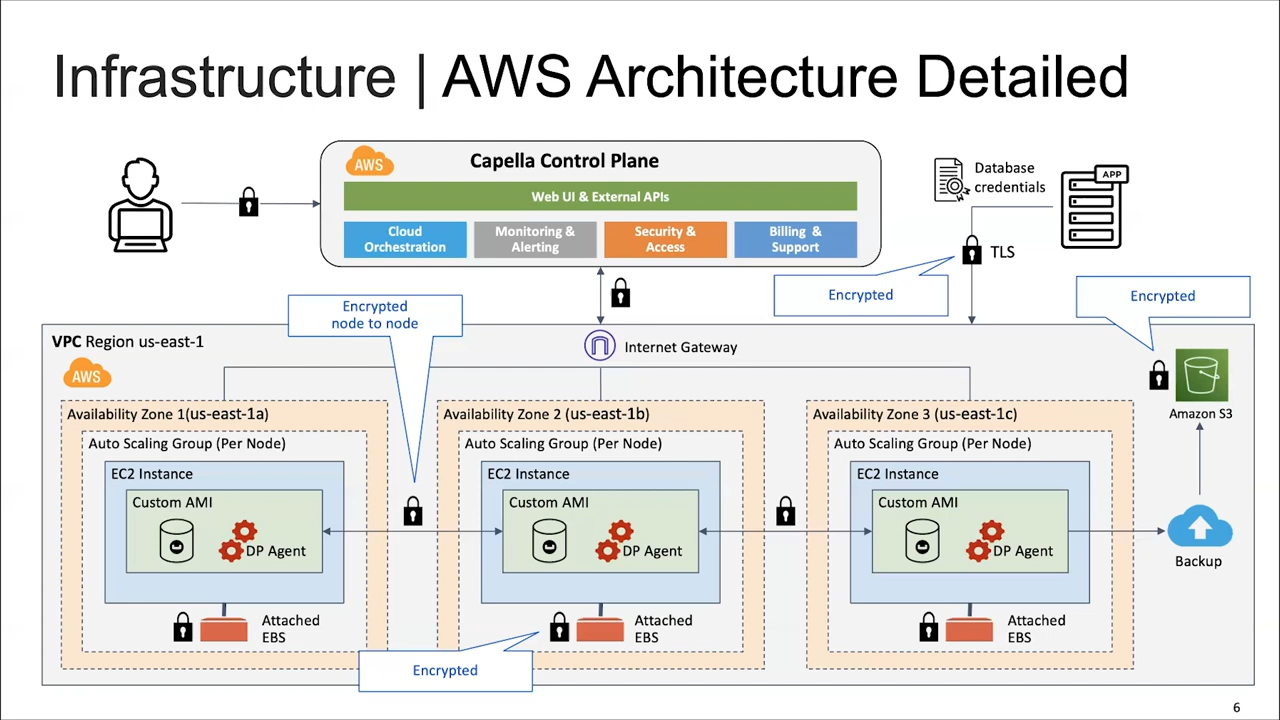 Infrastructure | AWS Architecture Detailed
AWS
Capella Control Plane
Web UI & External APIs
Cloud
Orchestration
Monitoring &
Alerting
Security &
Access
Billing &
Support
Database
credentials
APP
TLS
Encrypted
Encrypted
Encrypted
node to node
VPC Region us-east-1
AWS
Internet Gateway
Amazon S3
Availability Zone 1(us-east-1a)
Auto Scaling Group (Per Node)
EC2 Instance
Custom AMI
DP Agent
Attached
EBS
Availability Zone 2 (us-east-1b)
Auto Scaling Group (Per Node)
EC2 Instance
Custom AMI
DP Agent
Attached
EBS
Encrypted
Availability Zone 3 (us-east-1c)
Auto Scaling Group (Per Node)
EC2 Instance
Custom AMI
DP Agent
Attached
EBS
Backup
6